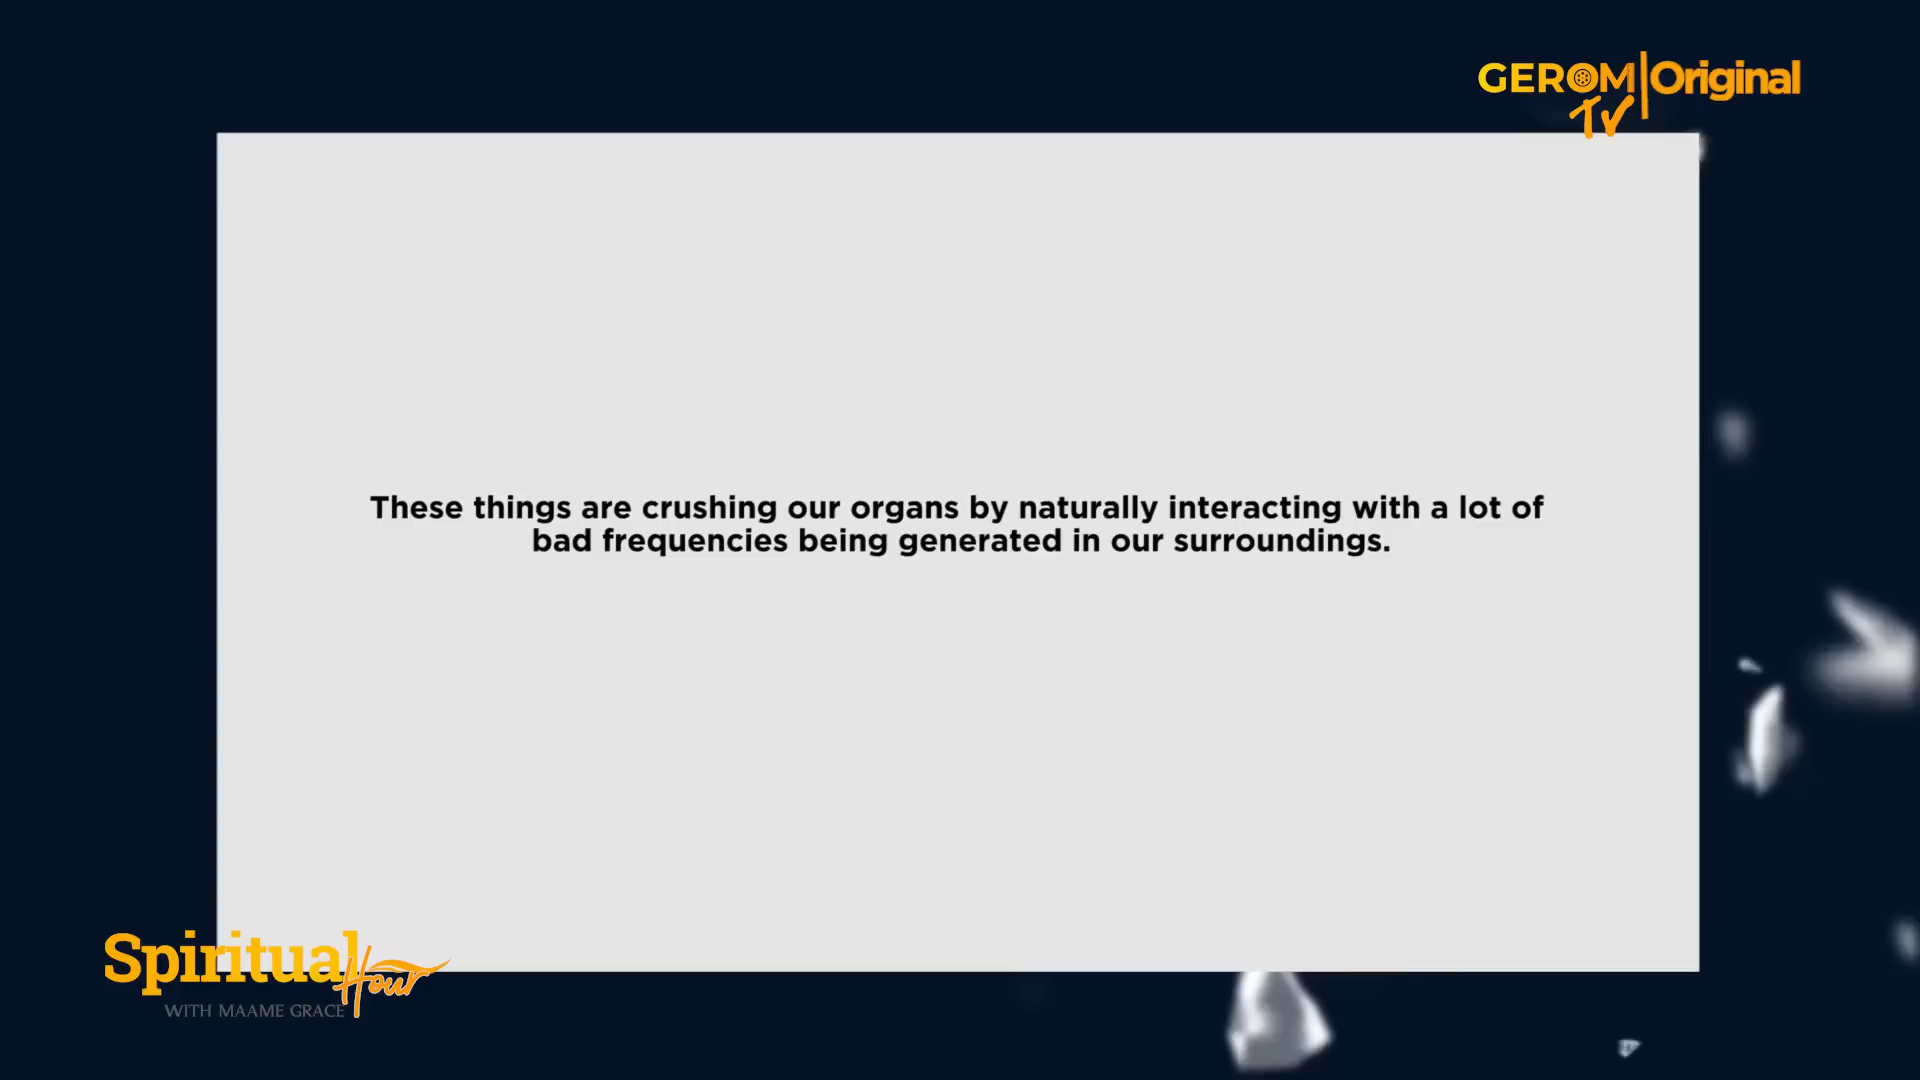 GEROM TV | Original
These things are crushing our organs by naturally interacting with a lot of
bad frequencies being generated in our surroundings.
Spiritual Hour
WITH MAAME GRACE